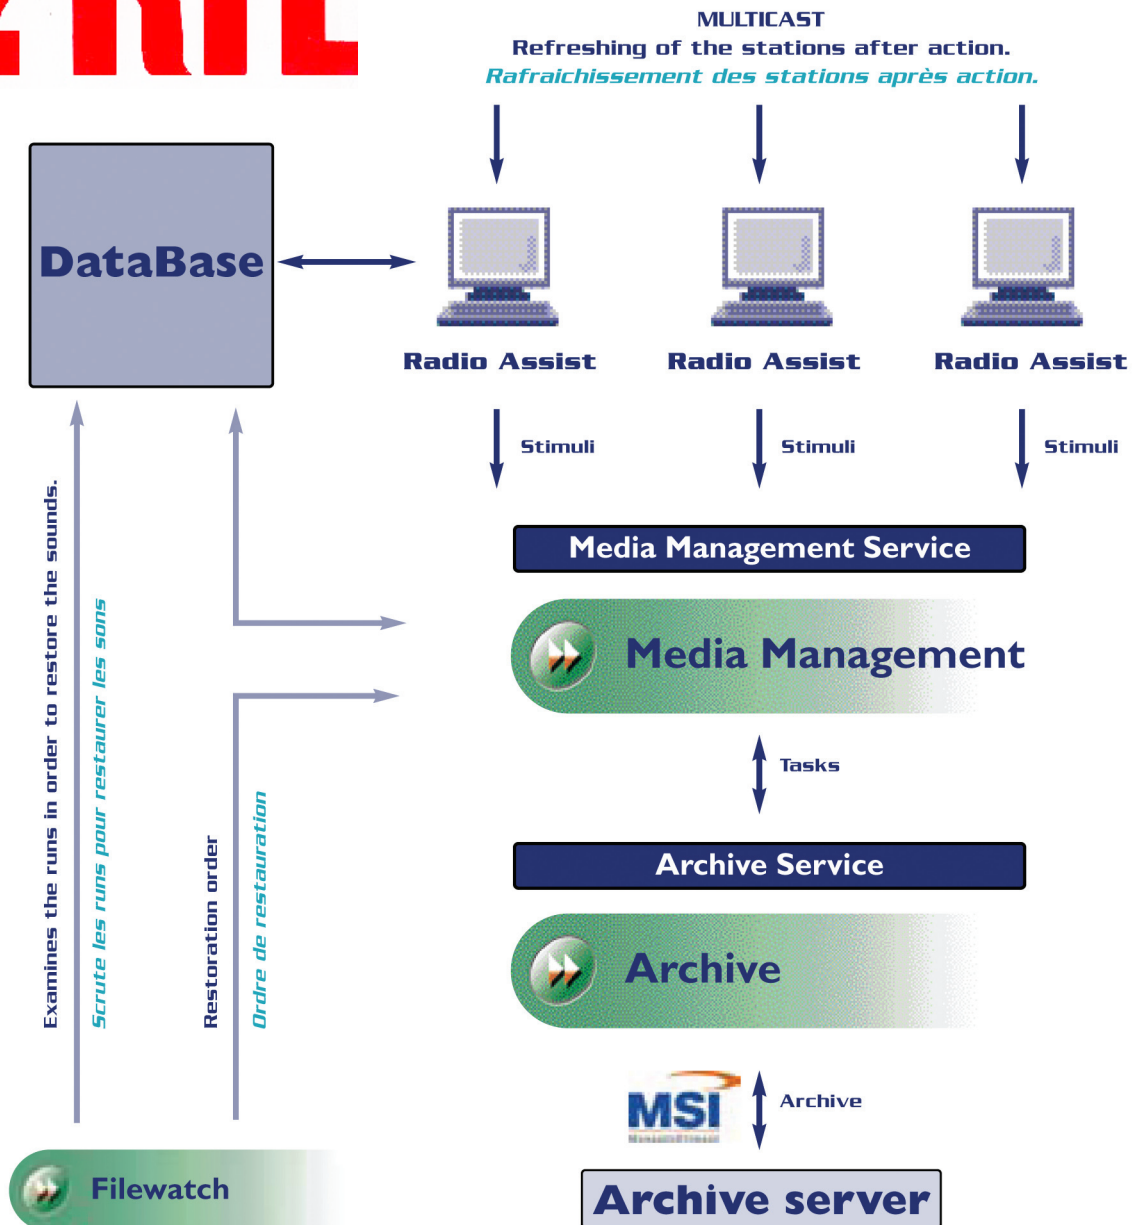 RTL
MULTICAST
Refreshing of the stations after action.
Rafraichissement des stations après action.
DataBase
Radio Assist
Radio Assist
Radio Assist
Stimuli
Stimuli
Stimuli
Media Management Service
Media Management
Tasks
Examines the runs in order to restore the sounds.
Scrute les runs pour restaurer les sons
Restoration order
Ordre de restauration
Archive Service
Archive
MSI
Archive
Filewatch
Archive server